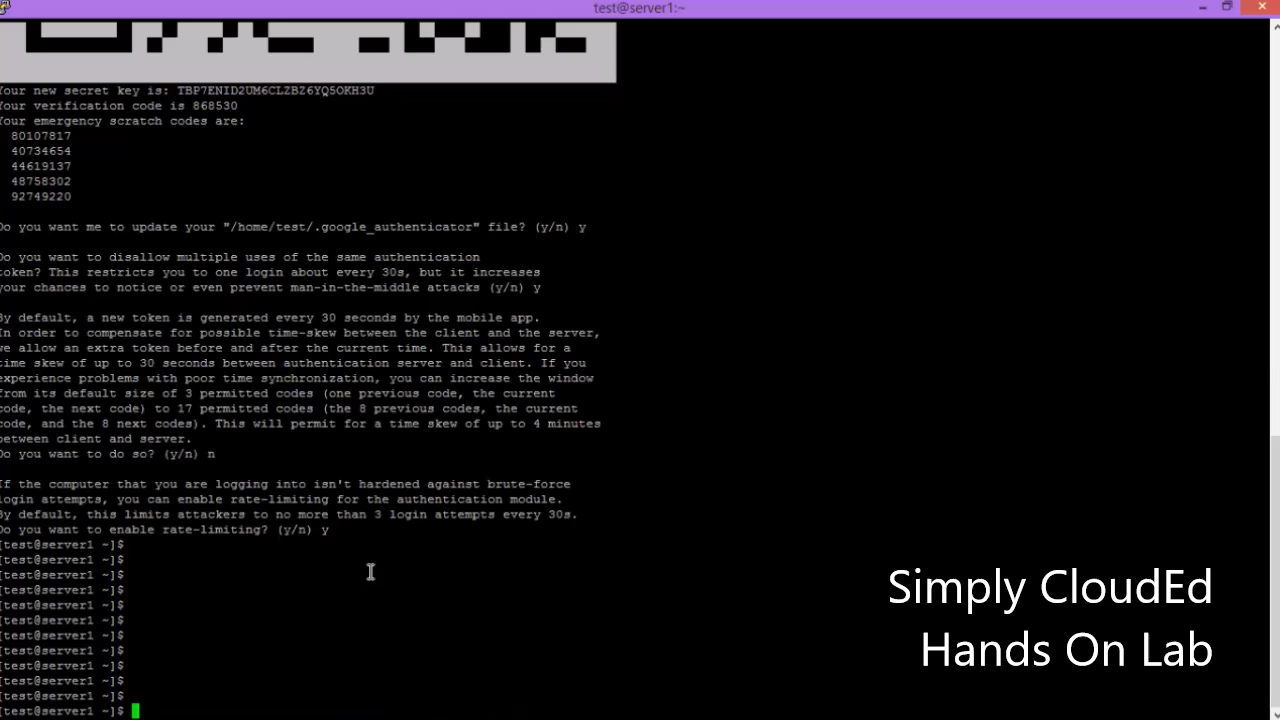 test@server1:~
Your new secret key is: TBP7ENID2UM6CLZBZ6YQ5OKH3U
Your verification code is 868530
Your emergency scratch codes are:
80107817
40734654
44619137
48758302
92749220
Do you want me to update your "/home/test/.google_authenticator" file? (y/n) y
Do you want to disallow multiple uses of the same authentication
token? This restricts you to one login about every 30s, but it increases
your chances to notice or even prevent man-in-the-middle attacks (y/n) y
By default, a new token is generated every 30 seconds by the mobile app.
In order to compensate for possible time-skew between the client and the server,
we allow an extra token before and after the current time. This allows for a
time skew of up to 30 seconds between authentication server and client. If you
experience problems with poor time synchronization, you can increase the window
from its default size of 3 permitted codes (one previous code, the current
code, the next code) to 17 permitted codes (the 8 previous codes, the current
code, and the 8 next codes). This will permit for a time skew of up to 4 minutes
between client and server.
Do you want to do so? (y/n) n
If the computer that you are logging into isn't hardened against brute-force
login attempts, you can enable rate-limiting for the authentication module.
By default, this limits attackers to no more than 3 login attempts every 30s.
Do you want to enable rate-limiting? (y/n) y
[test@server1 ~]$
[test@server1 ~]$
[test@server1 ~]$
[test@server1 ~]$
[test@server1 ~]$
[test@server1 ~]$
[test@server1 ~]$
[test@server1 ~]$
[test@server1 ~]$
[test@server1 ~]$
[test@server1 ~]$
[test@server1 ~]$
Simply CloudEd
Hands On Lab